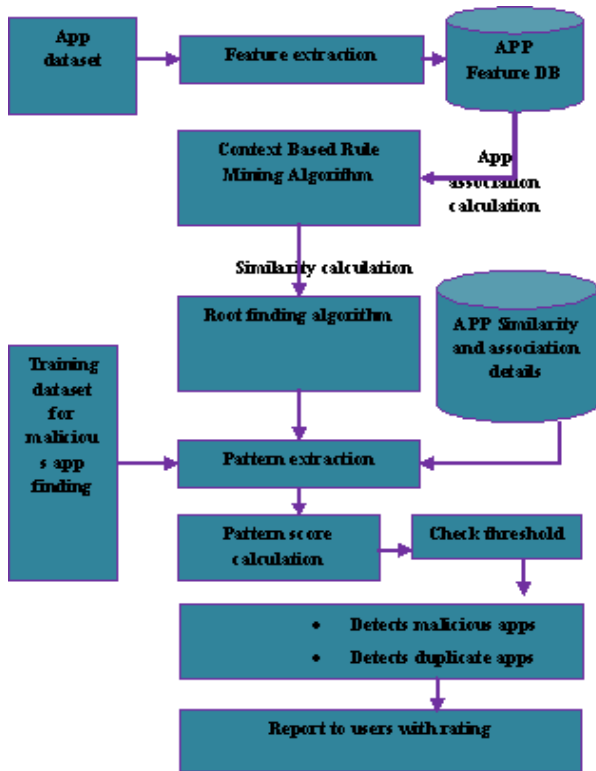 App
dataset
Feature extraction
APP
Feature DB
Context Based Rule
Mining Algorithm
App
association
calculation
Similarity calculation
Root finding algorithm
APP Similarity
and association
details
Training
dataset
for
maliciou
s app
finding
Pattern extraction
Pattern score
calculation
Check threshold
• Detects malicious apps
• Detects duplicate apps
Report to users with rating